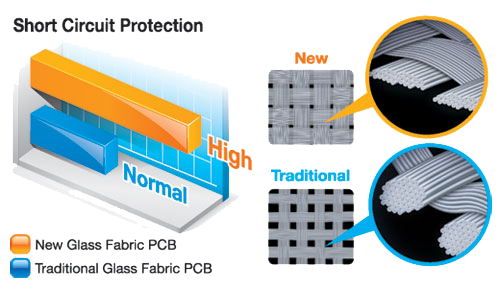 Short Circuit Protection
High
Normal
New Glass Fabric PCB
Traditional Glass Fabric PCB
New
Traditional